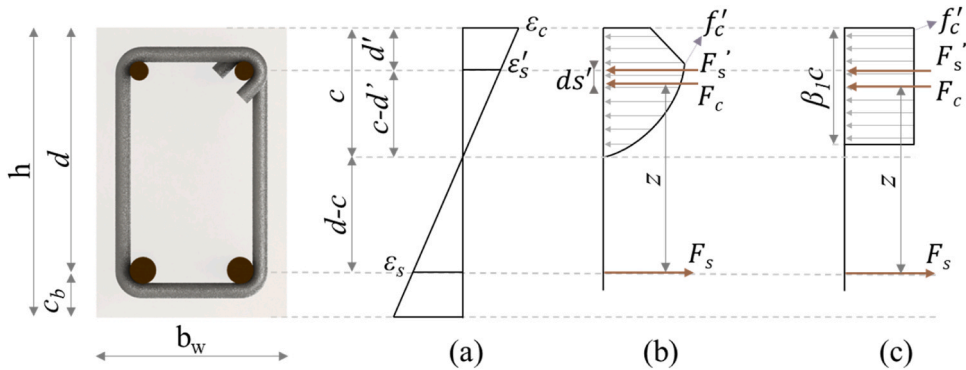 h
d
c_b
b_w
c
d'
c-d'
d-c
ε_c
ε_s'
ε_s
(a)
f_c'
F_s'
F_c
ds'
z
F_s
(b)
f_c'
F_s'
F_c
β_1c
z
F_s
(c)